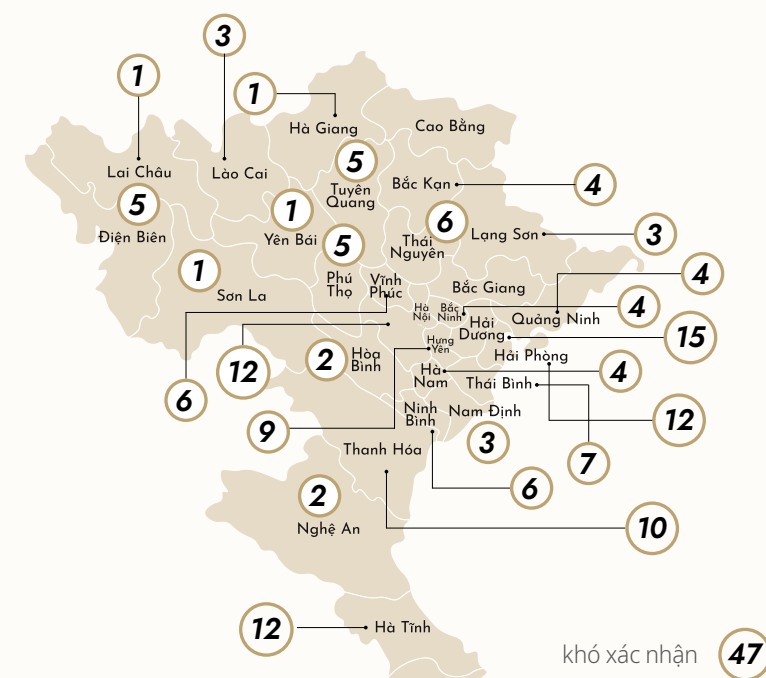 3
1
1
Hà Giang
Cao Bằng
Lai Châu
Lào Cai
5
Tuyên
Quang
Bắc Kạn
4
5
Điện Biên
1
Yên Bái
6
Thái
Nguyên
Lạng Sơn
3
5
Phú
Thọ
1
Sơn La
Vĩnh
Phúc
Bắc Giang
4
Hà
Nội
Bắc
Ninh
4
Hải
Dương
Quảng Ninh
15
Hưng
Yên
Hải Phòng
12
6
2
Hòa
Bình
Hà
Nam
4
Thái Bình
9
Ninh
Bình
Nam Định
3
12
7
Thanh Hóa
6
2
Nghệ An
10
12
Hà Tĩnh
khó xác nhận 47